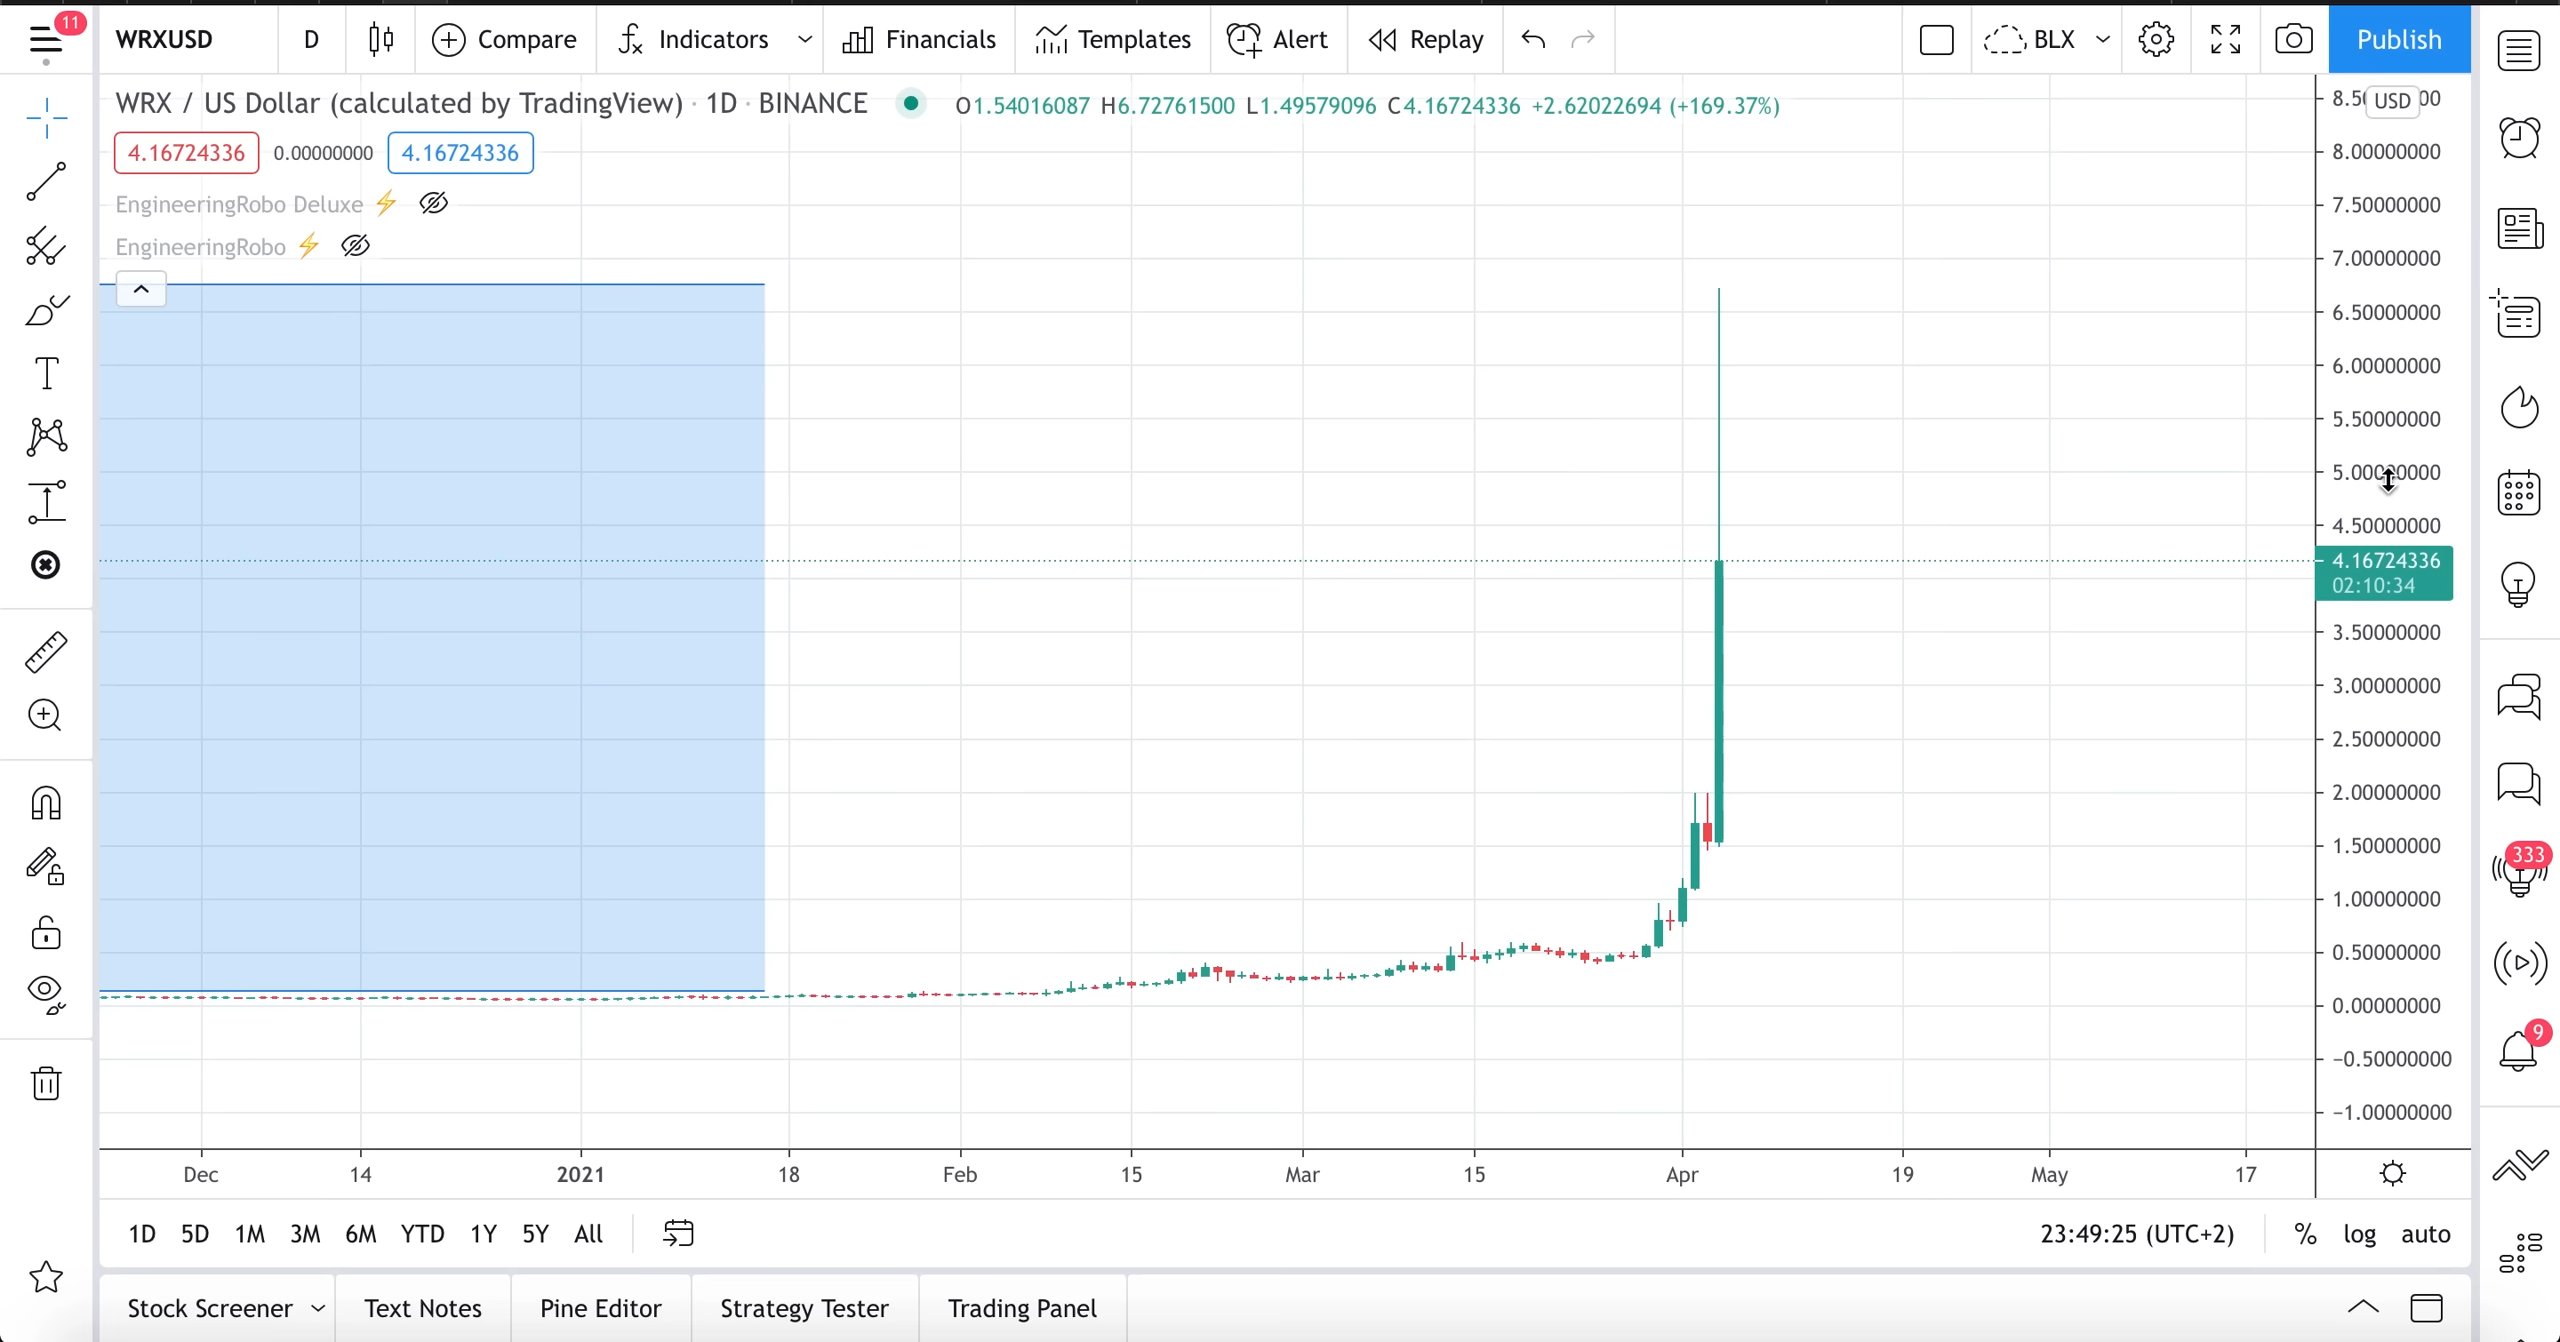 11
WRXUSD D Compare Indicators Financials Templates Alert Replay BLX Publish
WRX / US Dollar (calculated by TradingView) · 1D · BINANCE O1.54016087 H6.72761500 L1.49579096 C4.16724336 +2.62022694 (+169.37%)
4.16724336 0.00000000 4.16724336
EngineeringRobo Deluxe
EngineeringRobo
USD
8.00000000
7.50000000
7.00000000
6.50000000
6.00000000
5.50000000
4.50000000
4.16724336
02:10:34
3.50000000
3.00000000
2.50000000
2.00000000
1.50000000
1.00000000
0.50000000
0.00000000
−0.50000000
−1.00000000
333
9
Dec 14 2021 18 Feb 15 Mar 15 Apr 19 May 17
1D 5D 1M 3M 6M YTD 1Y 5Y All 23:49:25 (UTC+2) % log auto
Stock Screener Text Notes Pine Editor Strategy Tester Trading Panel